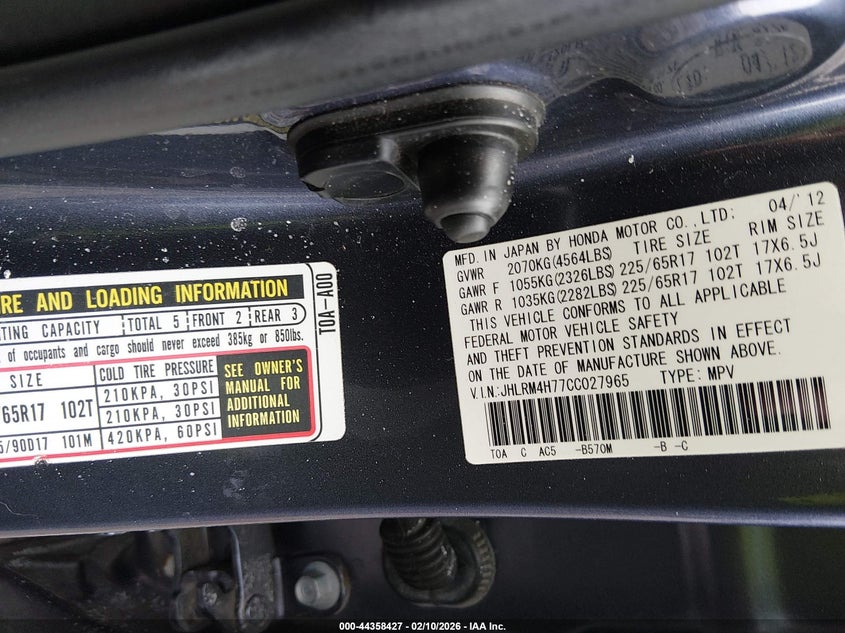 RE AND LOADING INFORMATION
TING CAPACITY TOTAL 5 FRONT 2 REAR 3
of occupants and cargo should never exceed 385kg or 850lbs.
SIZE COLD TIRE PRESSURE
65R17 102T 210KPA, 30PSI
210KPA, 30PSI
/90D17 101M 420KPA, 60PSI
SEE OWNER'S
MANUAL FOR
ADDITIONAL
INFORMATION
T0A-A00
MFD. IN JAPAN BY HONDA MOTOR CO.,LTD: 04/'12
GVWR 2070KG(4564LBS) TIRE SIZE RIM SIZE
GAWR F 1055KG(2326LBS) 225/65R17 102T 17X6.5J
GAWR R 1035KG(2282LBS) 225/65R17 102T 17X6.5J
THIS VEHICLE CONFORMS TO ALL APPLICABLE
FEDERAL MOTOR VEHICLE SAFETY
AND THEFT PREVENTION STANDARDS IN EFFECT
ON THE DATE OF MANUFACTURE SHOWN ABOVE.
V.I.N:JHLRM4H77CC027965 TYPE: MPV
T0A C AC5 -B570M -B -C
000-44358427 - 02/10/2026 - IAA Inc.